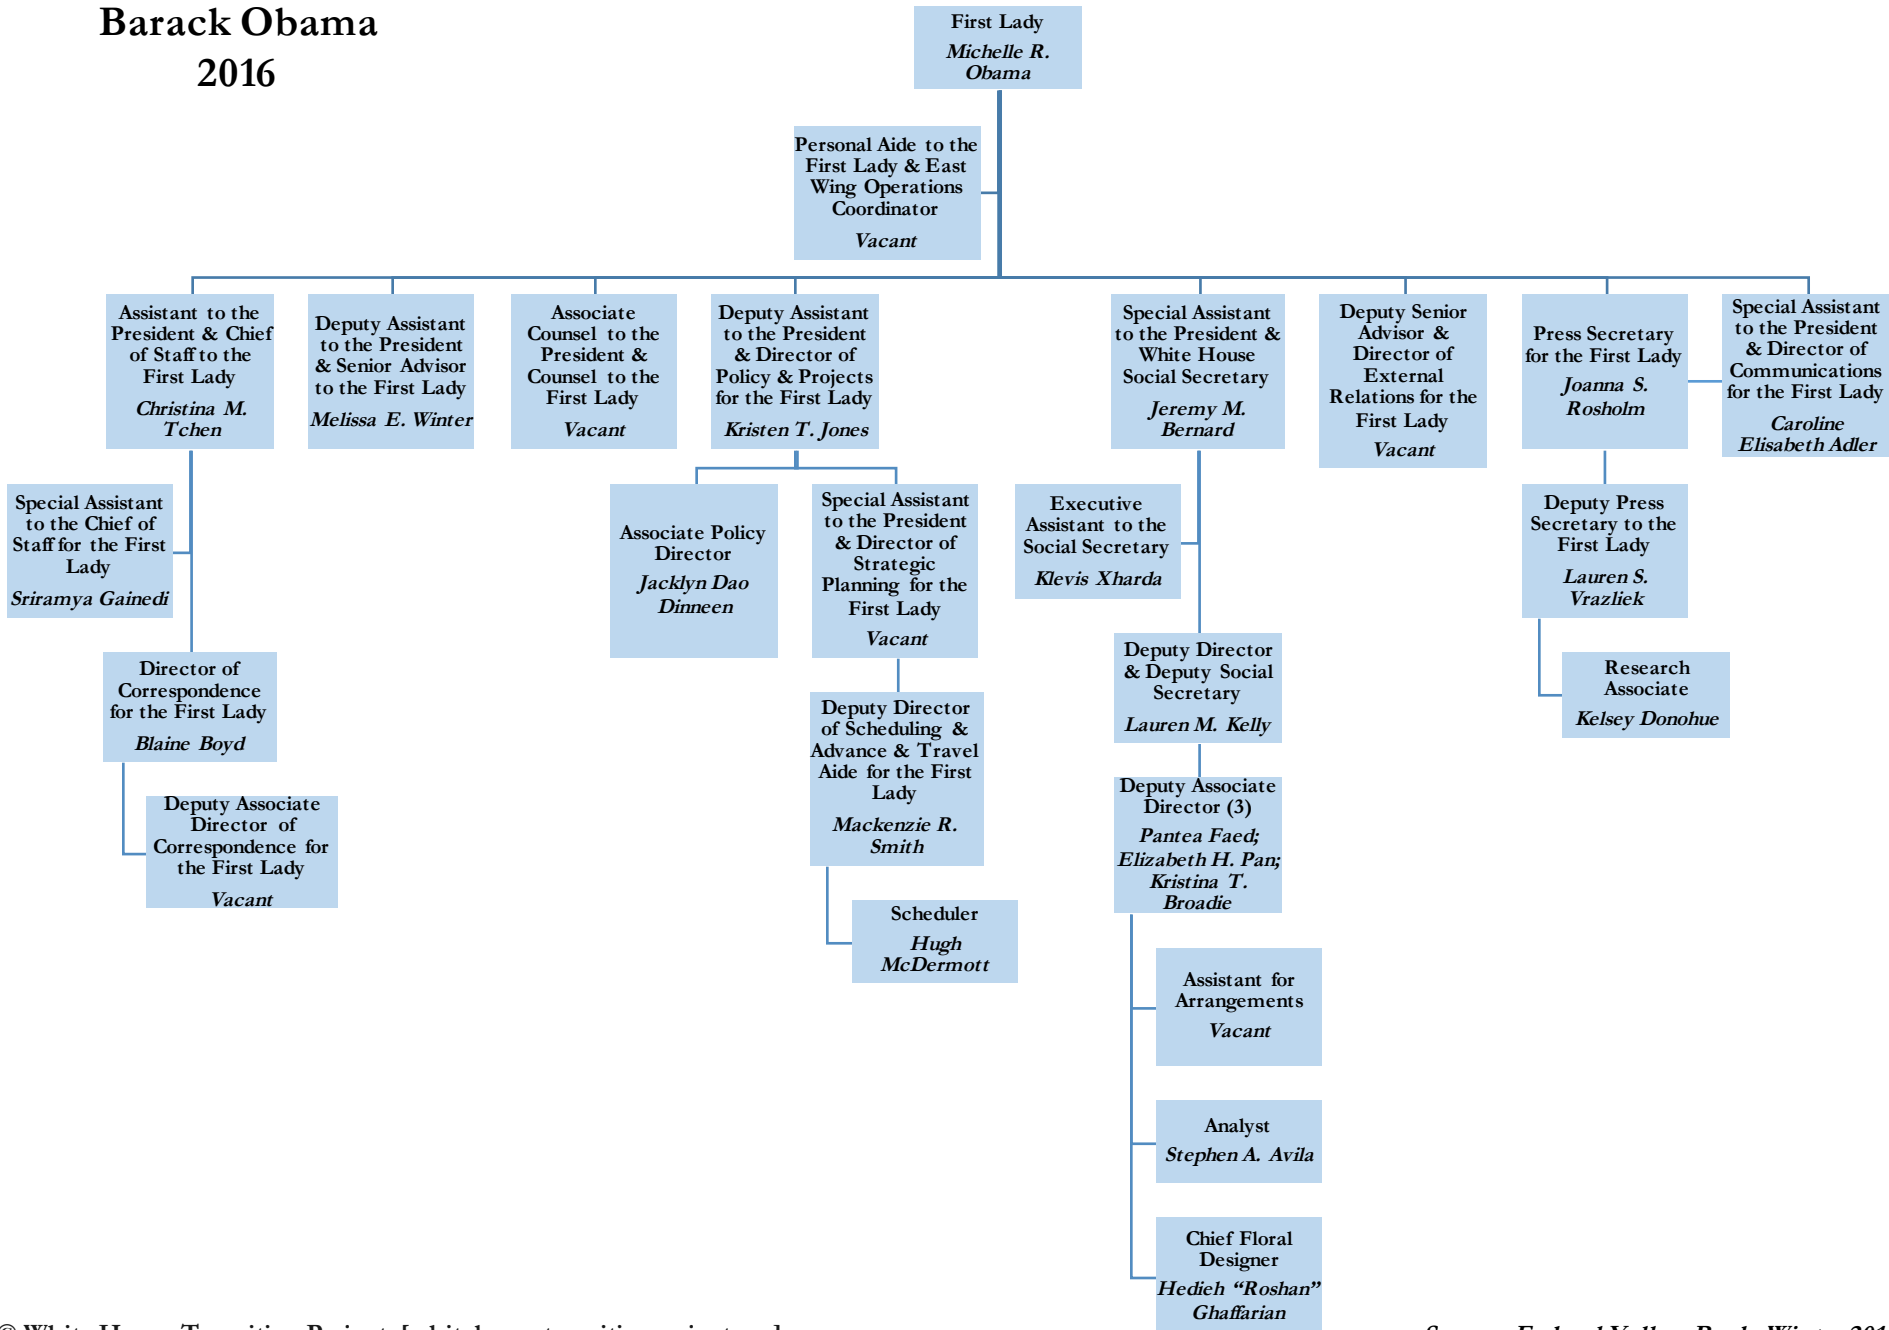 Barack Obama
2016
First Lady
Michelle R.
Obama
Personal Aide to the
First Lady & East
Wing Operations
Coordinator
Vacant
Assistant to the
President & Chief
of Staff to the
First Lady
Christina M.
Tchen
Deputy Assistant
to the President
& Senior Advisor
to the First Lady
Melissa E. Winter
Associate
Counsel to the
President &
Counsel to the
First Lady
Vacant
Deputy Assistant
to the President
& Director of
Policy & Projects
for the First Lady
Kristen T. Jones
Special Assistant
to the President &
White House
Social Secretary
Jeremy M.
Bernard
Deputy Senior
Advisor &
Director of
External
Relations for the
First Lady
Vacant
Press Secretary
for the First Lady
Joanna S.
Rosholm
Special Assistant
to the President
& Director of
Communications
for the First Lady
Caroline
Elisabeth Adler
Special Assistant
to the Chief of
Staff for the First
Lady
Sriramya Gainedi
Associate Policy
Director
Jacklyn Dao
Dinneen
Special Assistant
to the President
& Director of
Strategic
Planning for the
First Lady
Vacant
Executive
Assistant to the
Social Secretary
Klevis Xharda
Deputy Press
Secretary to the
First Lady
Lauren S.
Vrazliek
Director of
Correspondence
for the First Lady
Blaine Boyd
Deputy Director
of Scheduling &
Advance & Travel
Aide for the First
Lady
Mackenzie R.
Smith
Deputy Director
& Deputy Social
Secretary
Lauren M. Kelly
Research
Associate
Kelsey Donohue
Deputy Associate
Director of
Correspondence for
the First Lady
Vacant
Deputy Associate
Director (3)
Pantea Faed;
Elizabeth H. Pan;
Kristina T.
Broadie
Scheduler
Hugh
McDermott
Assistant for
Arrangements
Vacant
Analyst
Stephen A. Avila
Chief Floral
Designer
Hedieh “Roshan”
Ghaffarian
© White House Transition Project